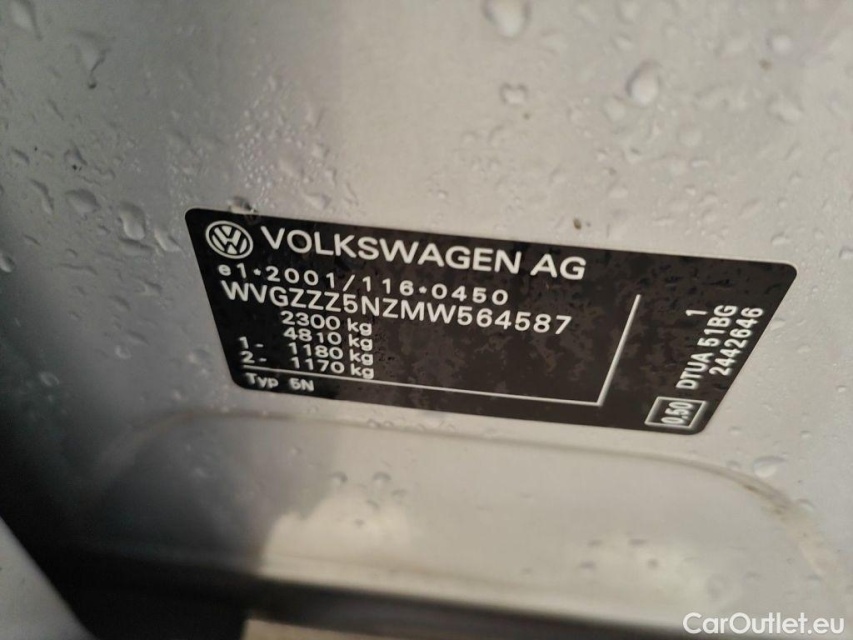 VOLKSWAGEN AG
e1*2001/116*0450
WVGZZZ5NZMW564587
2300 kg
4810 kg
1- 1180 kg
2- 1170 kg
Typ 5N
1
DTUA 51BG
2442646
0.50
CarOutlet.eu